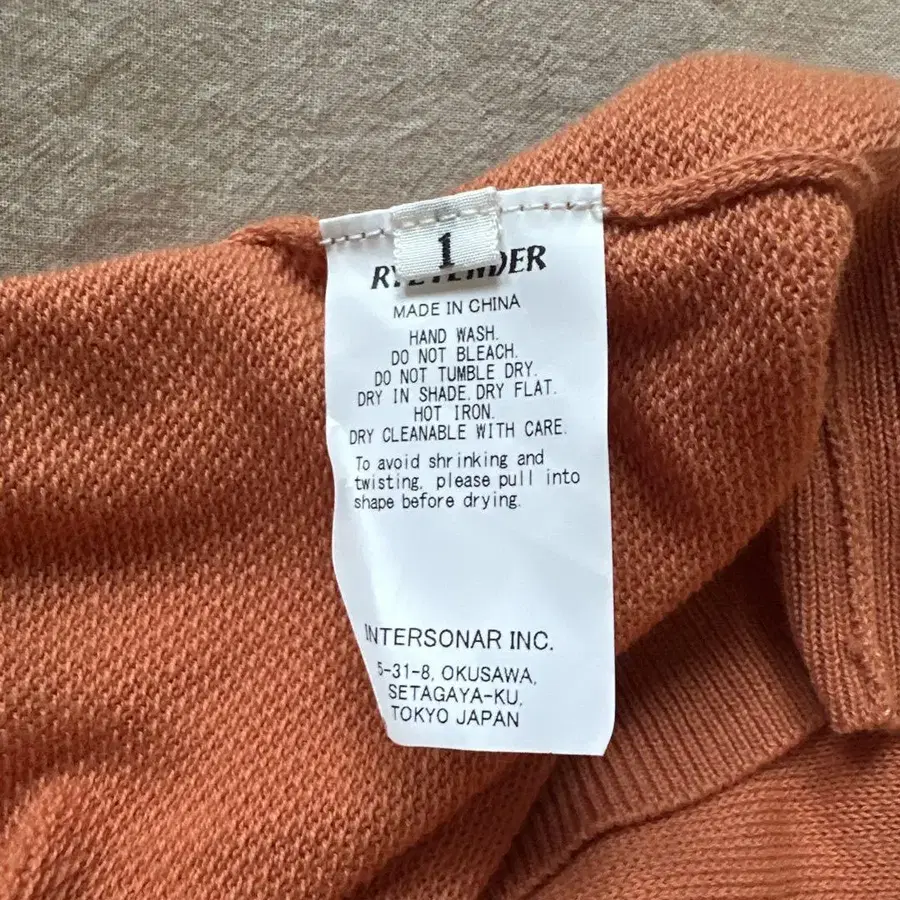 1
MADE IN CHINA
HAND WASH.
DO NOT BLEACH.
DO NOT TUMBLE DRY.
DRY IN SHADE. DRY FLAT.
HOT IRON.
DRY CLEANABLE WITH CARE.
To avoid shrinking and
twisting, please pull into
shape before drying.
INTERSONAR INC.
5-31-8, OKUSAWA,
SETAGAYA-KU,
TOKYO JAPAN